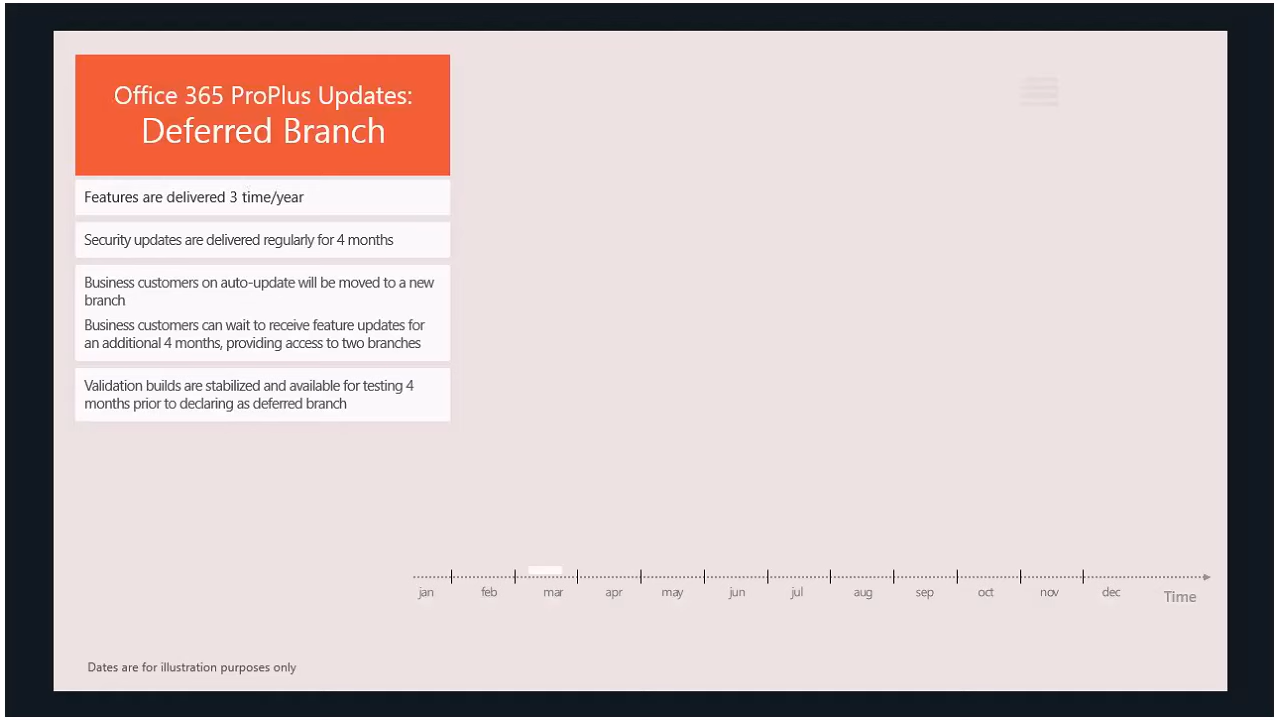 Office 365 ProPlus Updates:
Deferred Branch
Features are delivered 3 time/year
Security updates are delivered regularly for 4 months
Business customers on auto-update will be moved to a new
branch
Business customers can wait to receive feature updates for
an additional 4 months, providing access to two branches
Validation builds are stabilized and available for testing 4
months prior to declaring as deferred branch
jan feb mar apr may jun jul aug sep oct nov dec Time
Dates are for illustration purposes only